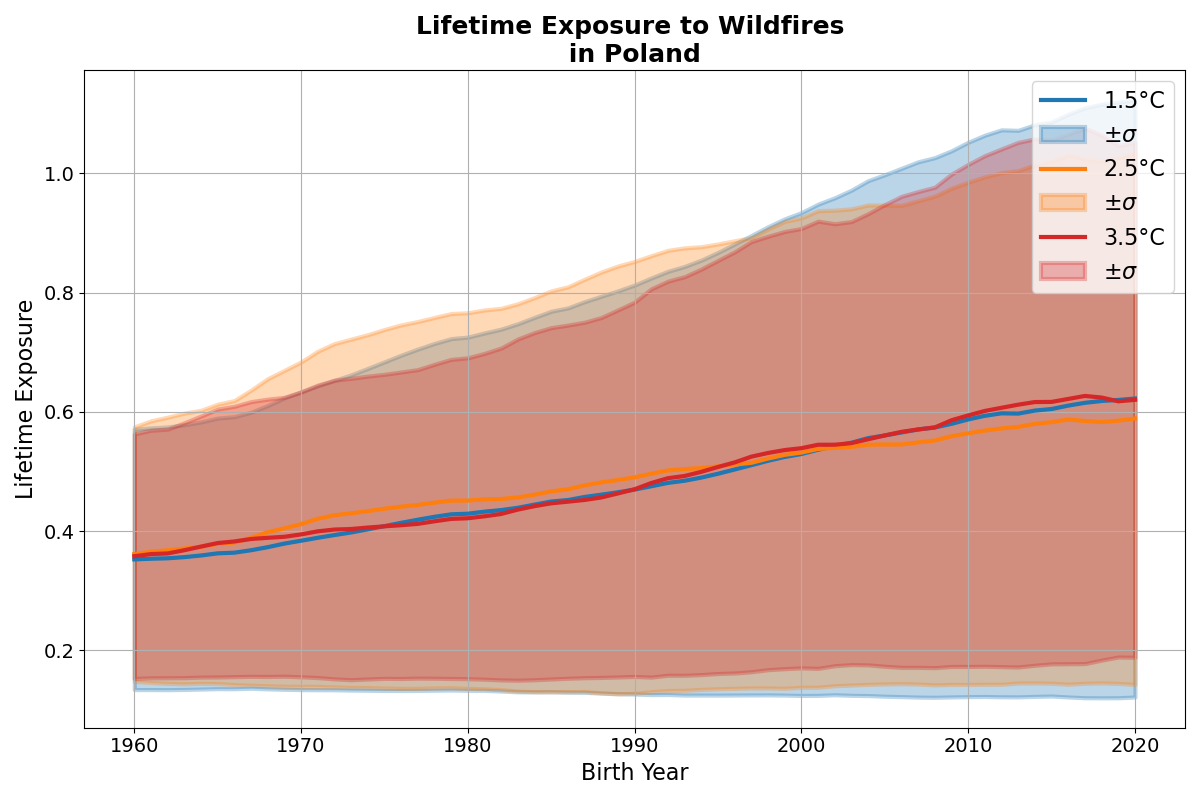 Lifetime Exposure to Wildfires
in Poland
1.5°C
±σ
2.5°C
±σ
3.5°C
±σ
Lifetime Exposure
1.0
0.8
0.6
0.4
0.2
1960 1970 1980 1990 2000 2010 2020
Birth Year